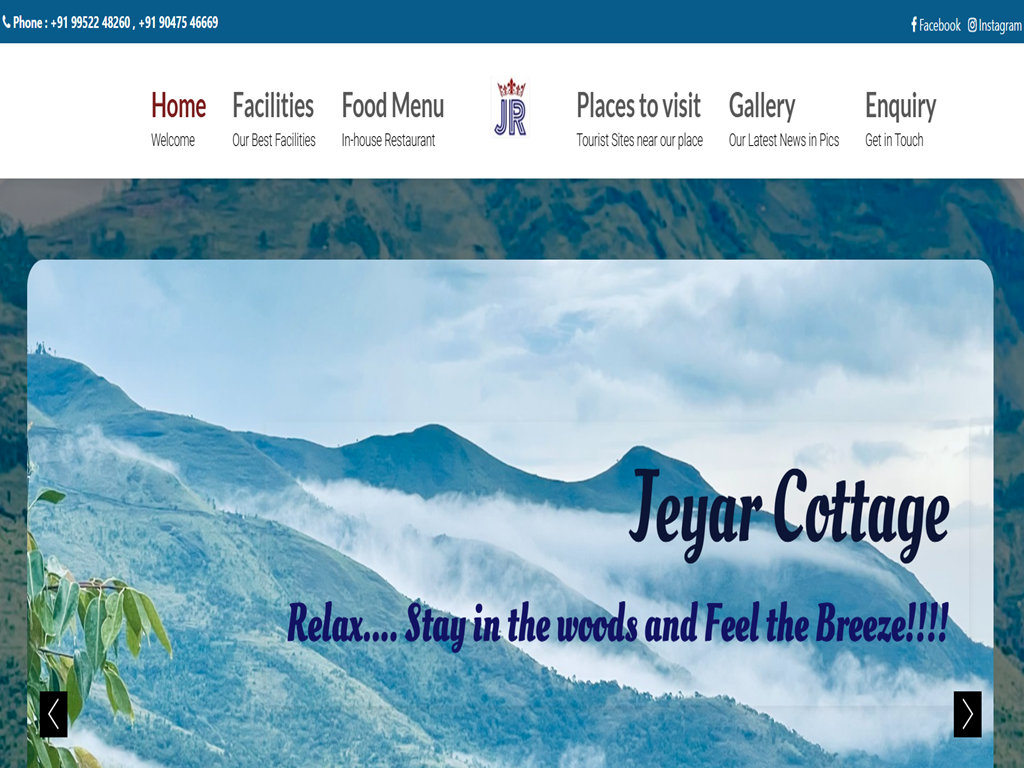 Phone : +91 99522 48260 , +91 90475 46669
Facebook Instagram
Home Facilities Food Menu JR Places to visit Gallery Enquiry
Welcome Our Best Facilities In-house Restaurant Tourist Sites near our place Our Latest News in Pics Get in Touch
Jeyar Cottage
Relax.... Stay in the woods and Feel the Breeze!!!!